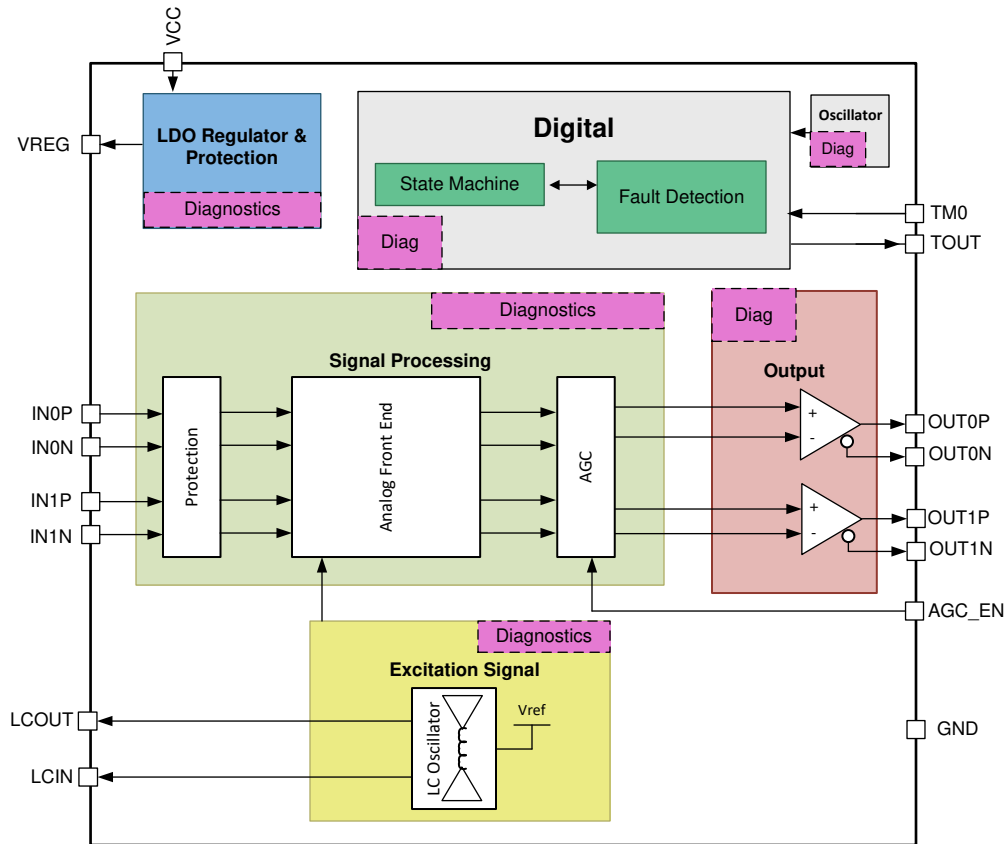 VCC
VREG
LDO Regulator &
Protection
Diagnostics
Digital
State Machine
Fault Detection
Diag
Oscillator
Diag
TM0
TOUT
Diagnostics
Signal Processing
Protection
Analog Front End
AGC
IN0P
IN0N
IN1P
IN1N
Diag
Output
+
-
+
-
OUT0P
OUT0N
OUT1P
OUT1N
AGC_EN
Diagnostics
Excitation Signal
LC Oscillator
Vref
LCOUT
LCIN
GND